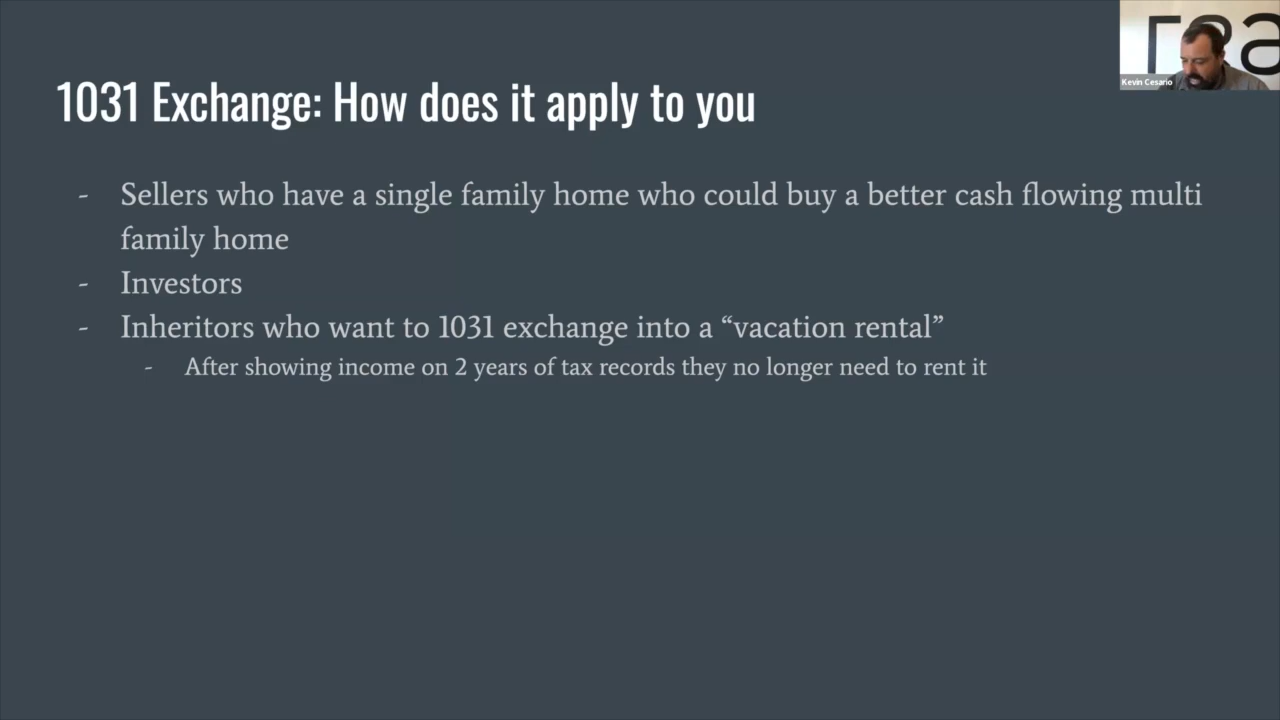 rea
Kevin Cesario
1031 Exchange: How does it apply to you
- Sellers who have a single family home who could buy a better cash flowing multi
family home
- Investors
- Inheritors who want to 1031 exchange into a “vacation rental”
- After showing income on 2 years of tax records they no longer need to rent it